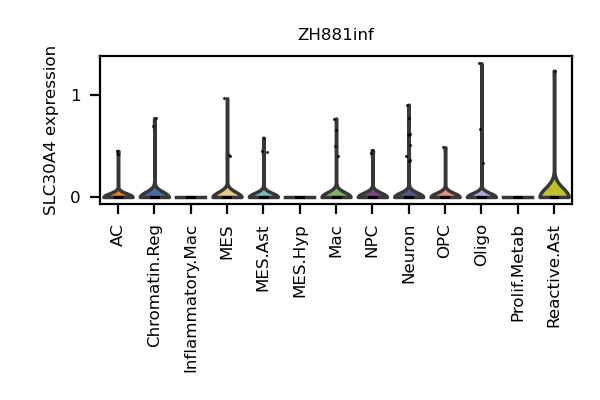 ZH881inf
SLC30A4 expression
1
0
AC
Chromatin.Reg
Inflammatory.Mac
MES
MES.Ast
MES.Hyp
Mac
NPC
Neuron
OPC
Oligo
Prolif.Metab
Reactive.Ast